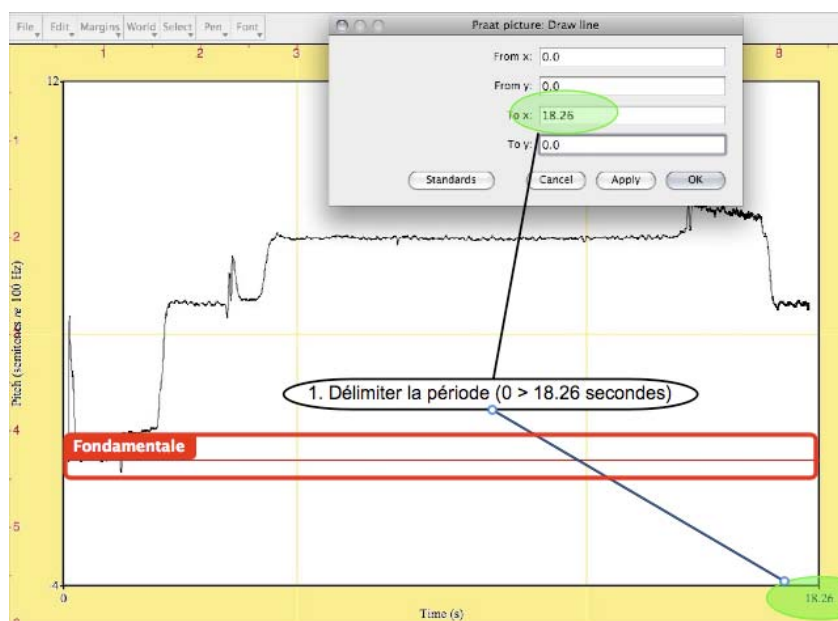 File Edit Margins World Select Pen Font
Praat picture: Draw line
From x: 0.0
From y: 0.0
To x: 18.26
To y: 0.0
Standards Cancel Apply OK
1 2 3 8
12
1
2
3
4
5
Pitch (semitones re 100 Hz)
1. Délimiter la période (0 > 18.26 secondes)
Fondamentale
-4
0 18.26
Time (s)